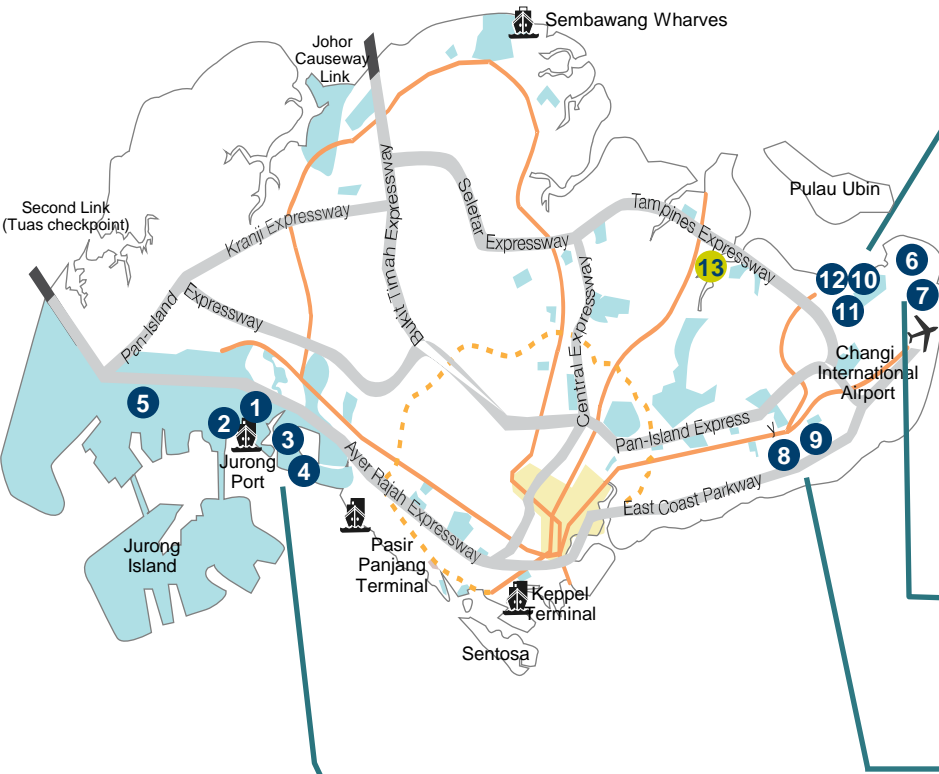 Sembawang Wharves
Johor
Causeway
Link
Pulau Ubin
Second Link
(Tuas checkpoint)
Kranji Expressway
Bukit Timah Expressway
Seletar
Expressway
Tampines Expressway
Central Expressway
Pan-Island
Expressway
13
6
12
10
7
11
Changi
International
Airport
5
1
2
3
4
Jurong
Port
Ayer Rajah Expressway
Pan-Island Express
y
8
9
East Coast Parkway
Jurong
Island
Pasir
Panjang
Terminal
Keppel
Terminal
Sentosa